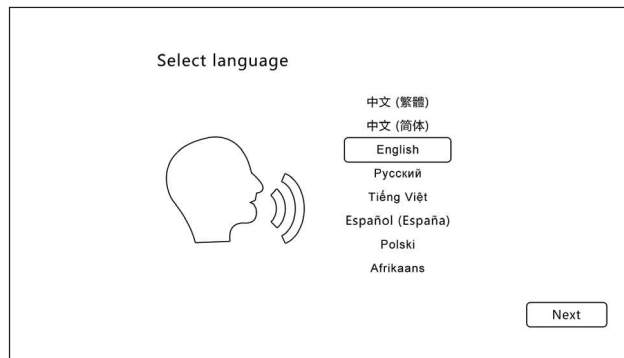 Select language
中文 (繁體)
中文 (简体)
English
Русский
Tiếng Việt
Español (España)
Polski
Afrikaans
Next